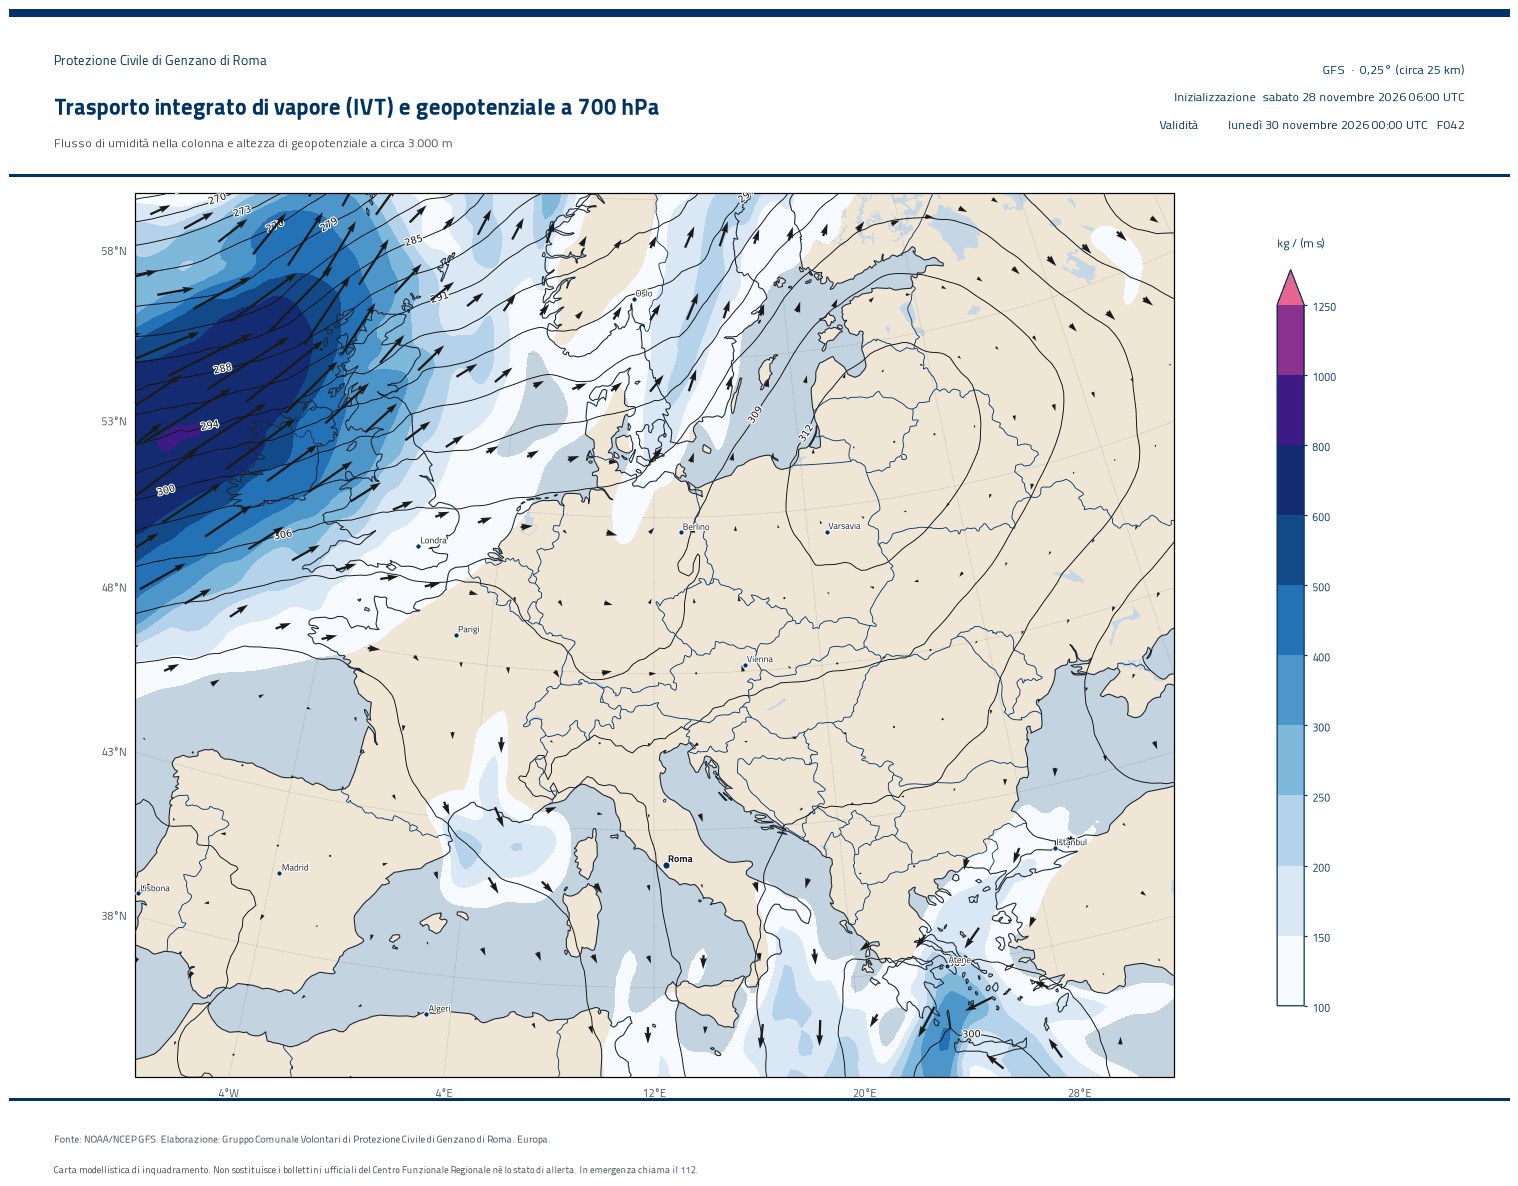 Protezione Civile di Genzano di Roma
Trasporto integrato di vapore (IVT) e geopotenziale a 700 hPa
Flusso di umidità nella colonna e altezza di geopotenziale a circa 3.000 m
GFS · 0,25° (circa 25 km)
Inizializzazione sabato 28 novembre 2026 06:00 UTC
Validità lunedì 30 novembre 2026 00:00 UTC F042
270
273
279
285
291
288
294
300
306
309
312
300
58°N
53°N
48°N
43°N
38°N
Oslo
Londra
Berlino
Varsavia
Parigi
Vienna
Madrid
Lisbona
Roma
Istanbul
Atene
Algeri
4°W
4°E
12°E
20°E
28°E
kg / (m s)
1250
1000
800
600
500
400
300
250
200
150
100
Fonte: NOAA/NCEP GFS. Elaborazione: Gruppo Comunale Volontari di Protezione Civile di Genzano di Roma. Europa.
Carta modellistica di inquadramento. Non sostituisce i bollettini ufficiali del Centro Funzionale Regionale né lo stato di allerta. In emergenza chiama il 112.